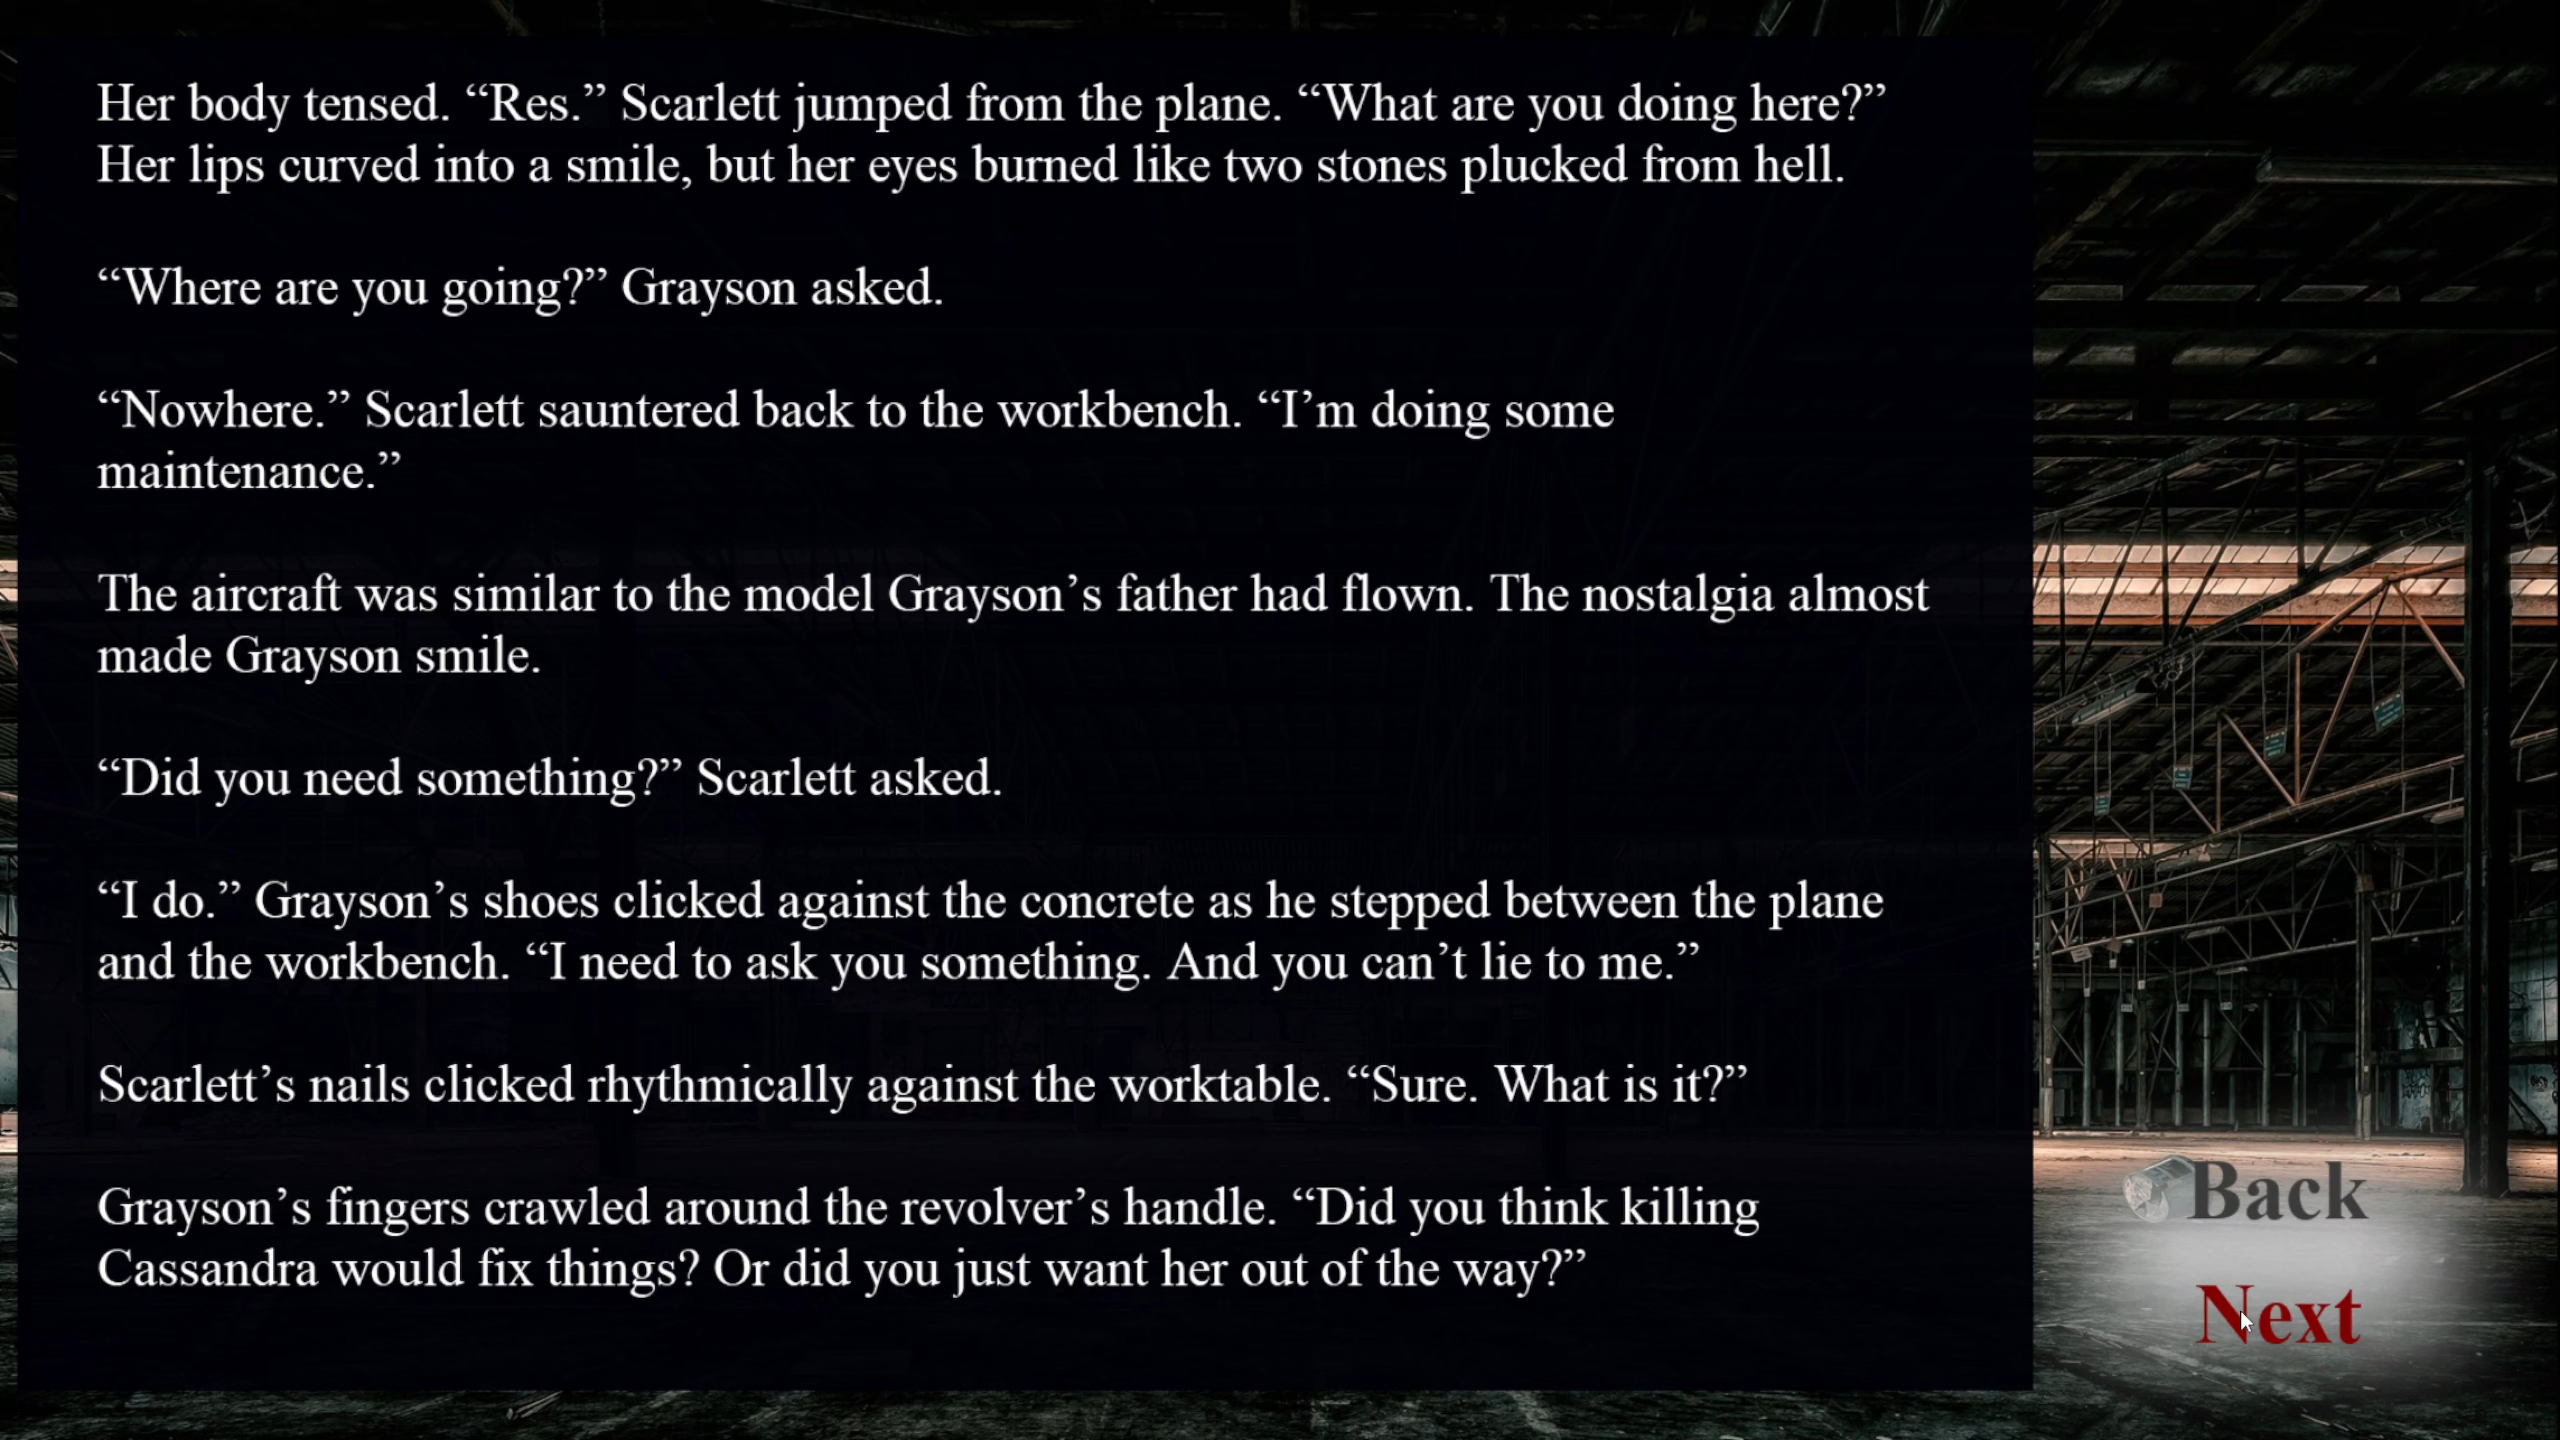 Her body tensed. “Res.” Scarlett jumped from the plane. “What are you doing here?”
Her lips curved into a smile, but her eyes burned like two stones plucked from hell.
“Where are you going?” Grayson asked.
“Nowhere.” Scarlett sauntered back to the workbench. “I’m doing some
maintenance.”
The aircraft was similar to the model Grayson’s father had flown. The nostalgia almost
made Grayson smile.
“Did you need something?” Scarlett asked.
“I do.” Grayson’s shoes clicked against the concrete as he stepped between the plane
and the workbench. “I need to ask you something. And you can’t lie to me.”
Scarlett’s nails clicked rhythmically against the worktable. “Sure. What is it?”
Grayson’s fingers crawled around the revolver’s handle. “Did you think killing
Cassandra would fix things? Or did you just want her out of the way?”
Back
Next